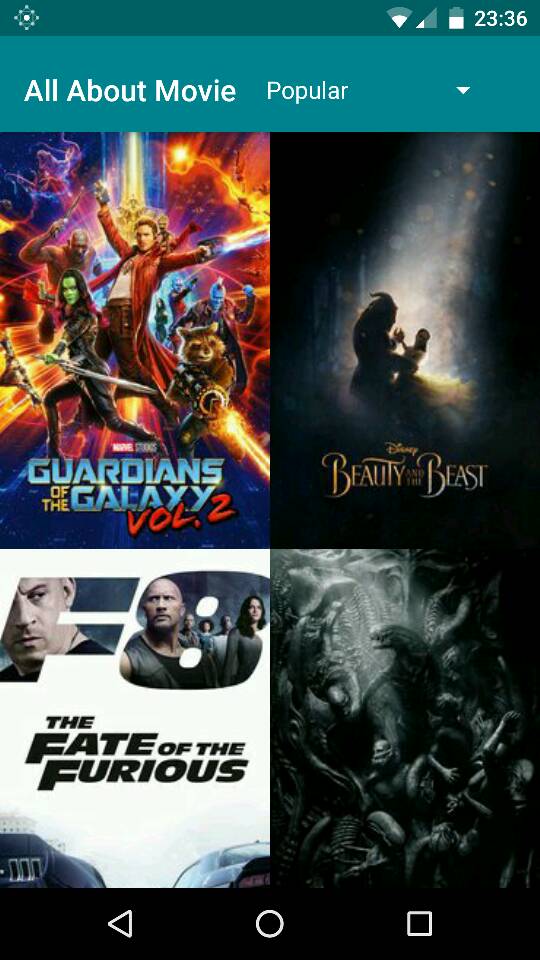 23:36
All About Movie Popular
MARVEL STUDIOS
GUARDIANS
OF THE GALAXY
VOL. 2
Disney
BEAUTY AND THE BEAST
F8
THE
FATE OF THE
FURIOUS